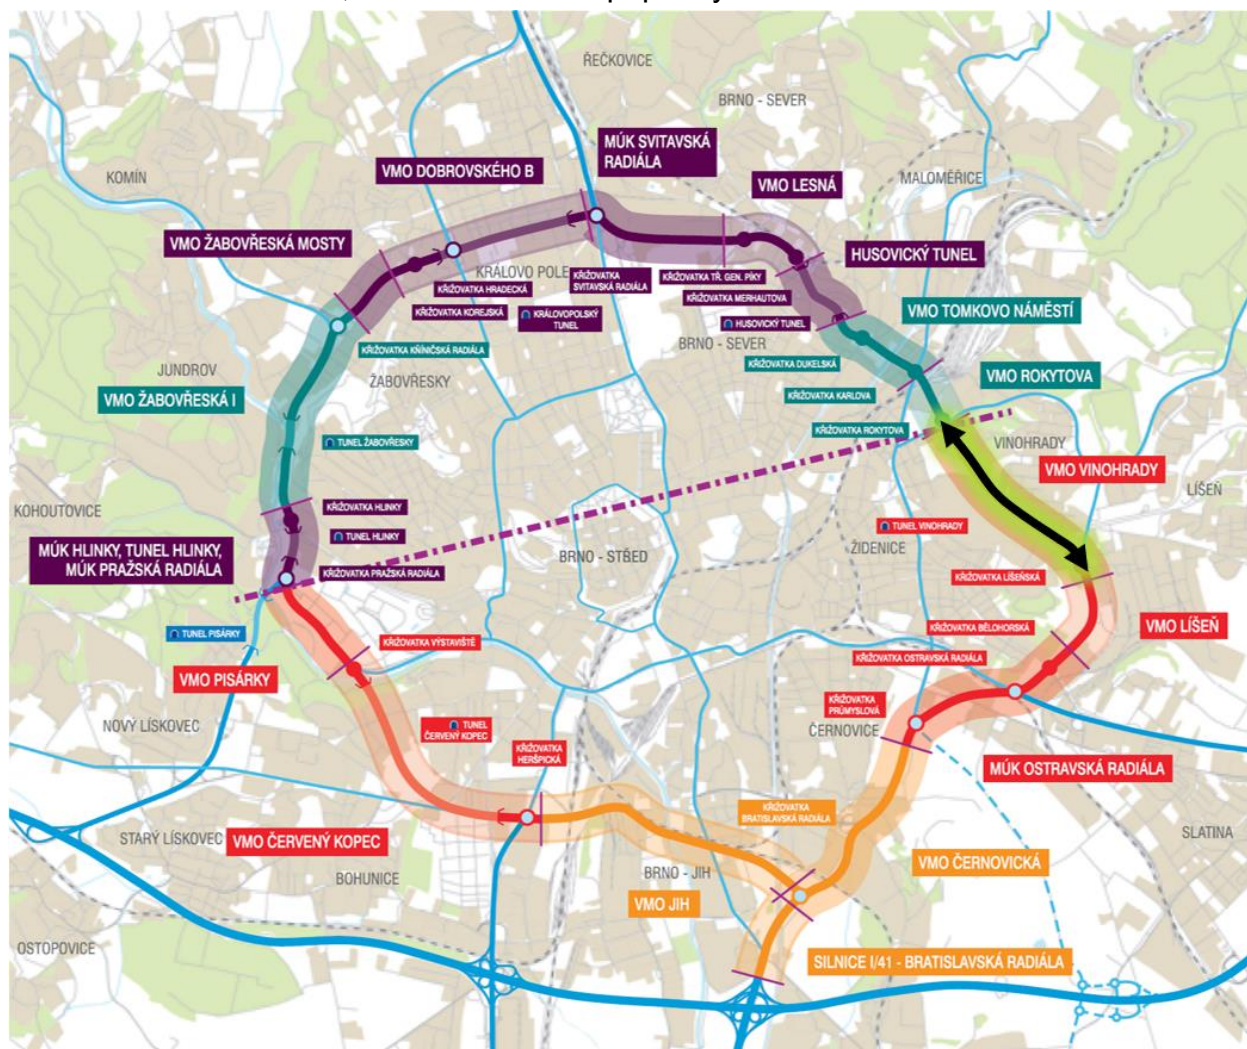 ŘEČKOVICE
BRNO - SEVER
MÚK SVITAVSKÁ
RADIÁLA
VMO DOBROVSKÉHO B
KOMÍN
VMO LESNÁ
MALOMĚŘICE
VMO ŽABOVŘESKÁ MOSTY
HUSOVICKÝ TUNEL
KRÁLOVO POLE
KŘIŽOVATKA
SVITAVSKÁ RADIÁLA
KŘIŽOVATKA TŘ. GEN. PÍKY
KŘIŽOVATKA HRADECKÁ
KŘIŽOVATKA MERHAUTOVA
KŘIŽOVATKA KOREJSKÁ
KRÁLOVOPOLSKÝ
TUNEL
HUSOVICKÝ TUNEL
VMO TOMKOVO NÁMĚSTÍ
BRNO - SEVER
KŘIŽOVATKA KNÍNIČSKÁ RADIÁLA
KŘIŽOVATKA DUKELSKÁ
JUNDROV
ŽABOVŘESKY
VMO ROKYTOVA
VMO ŽABOVŘESKÁ I
KŘIŽOVATKA KARLOVA
KŘIŽOVATKA ROKYTOVA
TUNEL ŽABOVŘESKY
VINOHRADY
VMO VINOHRADY
LÍŠEŇ
KOHOUTOVICE
KŘIŽOVATKA HLINKY
TUNEL VINOHRADY
TUNEL HLINKY
MÚK HLINKY, TUNEL HLINKY,
MÚK PRAŽSKÁ RADIÁLA
BRNO - STŘED
ŽIDENICE
KŘIŽOVATKA PRAŽSKÁ RADIÁLA
KŘIŽOVATKA LÍŠEŇSKÁ
TUNEL PISÁRKY
KŘIŽOVATKA VÝSTAVIŠTĚ
KŘIŽOVATKA BĚLOHORSKÁ
VMO LÍŠEŇ
KŘIŽOVATKA OSTRAVSKÁ RADIÁLA
VMO PISÁRKY
KŘIŽOVATKA
PRŮMYSLOVÁ
NOVÝ LÍSKOVEC
TUNEL
ČERVENÝ KOPEC
ČERNOVICE
KŘIŽOVATKA
HERŠPICKÁ
MÚK OSTRAVSKÁ RADIÁLA
KŘIŽOVATKA
BRATISLAVSKÁ RADIÁLA
SLATINA
STARÝ LÍSKOVEC
VMO ČERVENÝ KOPEC
VMO ČERNOVICKÁ
BRNO - JIH
BOHUNICE
VMO JIH
OSTOPOVICE
SILNICE I/41 - BRATISLAVSKÁ RADIÁLA